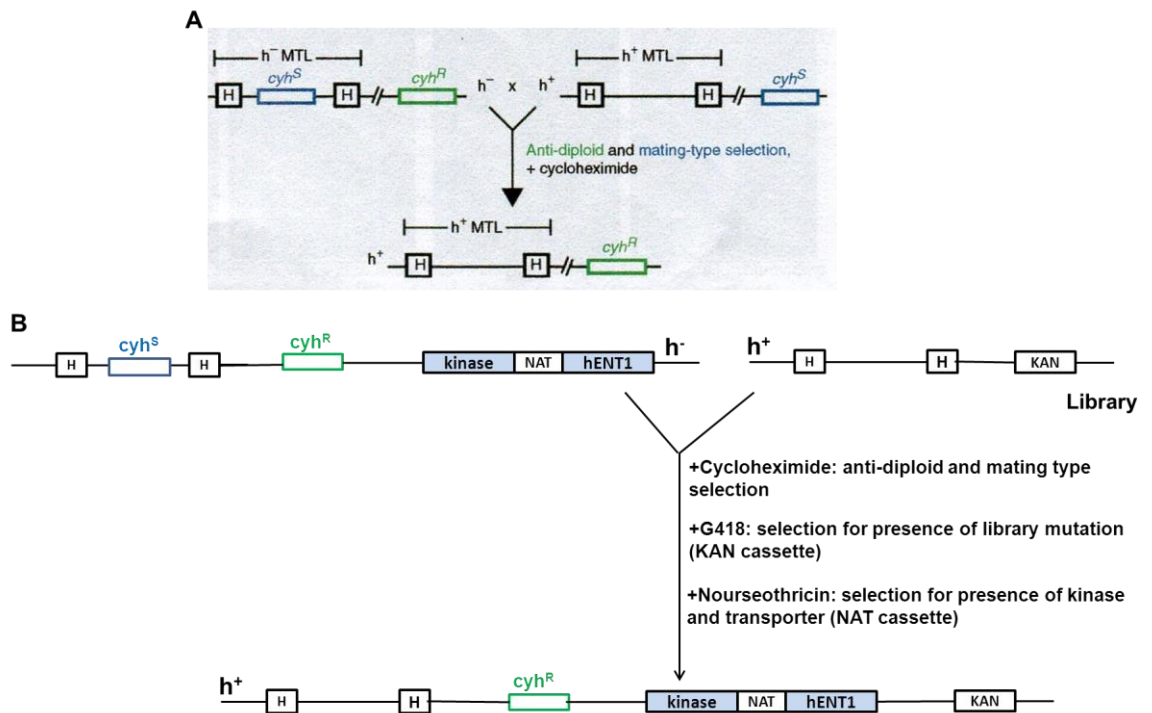 A
h⁻ MTL
h⁺ MTL
cyhˢ
cyhᴿ
cyhˢ
H
H
h⁻ x h⁺
H
H
Anti-diploid and mating-type selection,
+ cycloheximide
h⁺ MTL
cyhᴿ
h⁺
H
H
B
cyhˢ
cyhᴿ
h⁻
h⁺
H
H
kinase
NAT
hENT1
H
H
KAN
Library
+Cycloheximide: anti-diploid and mating type
selection
+G418: selection for presence of library mutation
(KAN cassette)
+Nourseothricin: selection for presence of kinase
and transporter (NAT cassette)
h⁺
cyhᴿ
H
H
kinase
NAT
hENT1
KAN